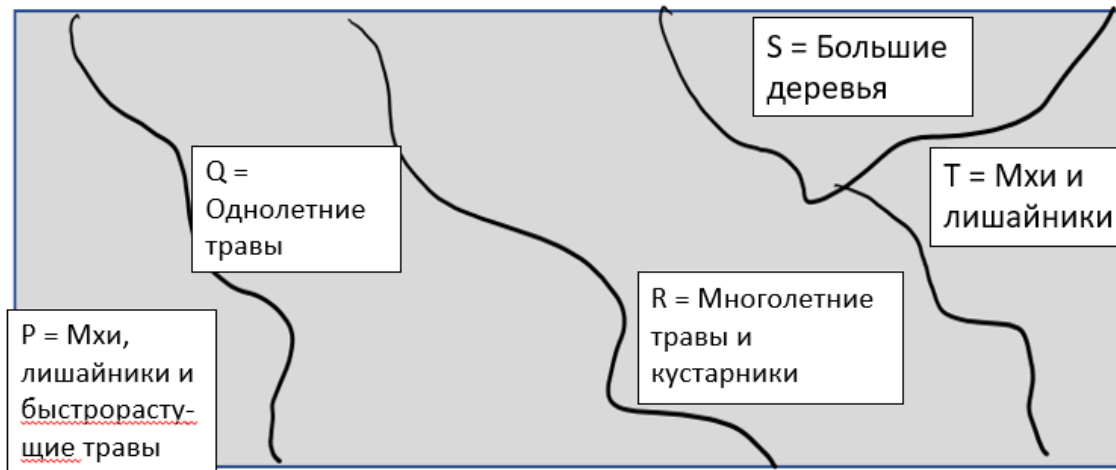 S = Большие
деревья
Q =
Однолетние
травы
T = Мхи и
лишайники
R = Многолетние
травы и
кустарники
P = Мхи,
лишайники и
быстрорасту-
щие травы